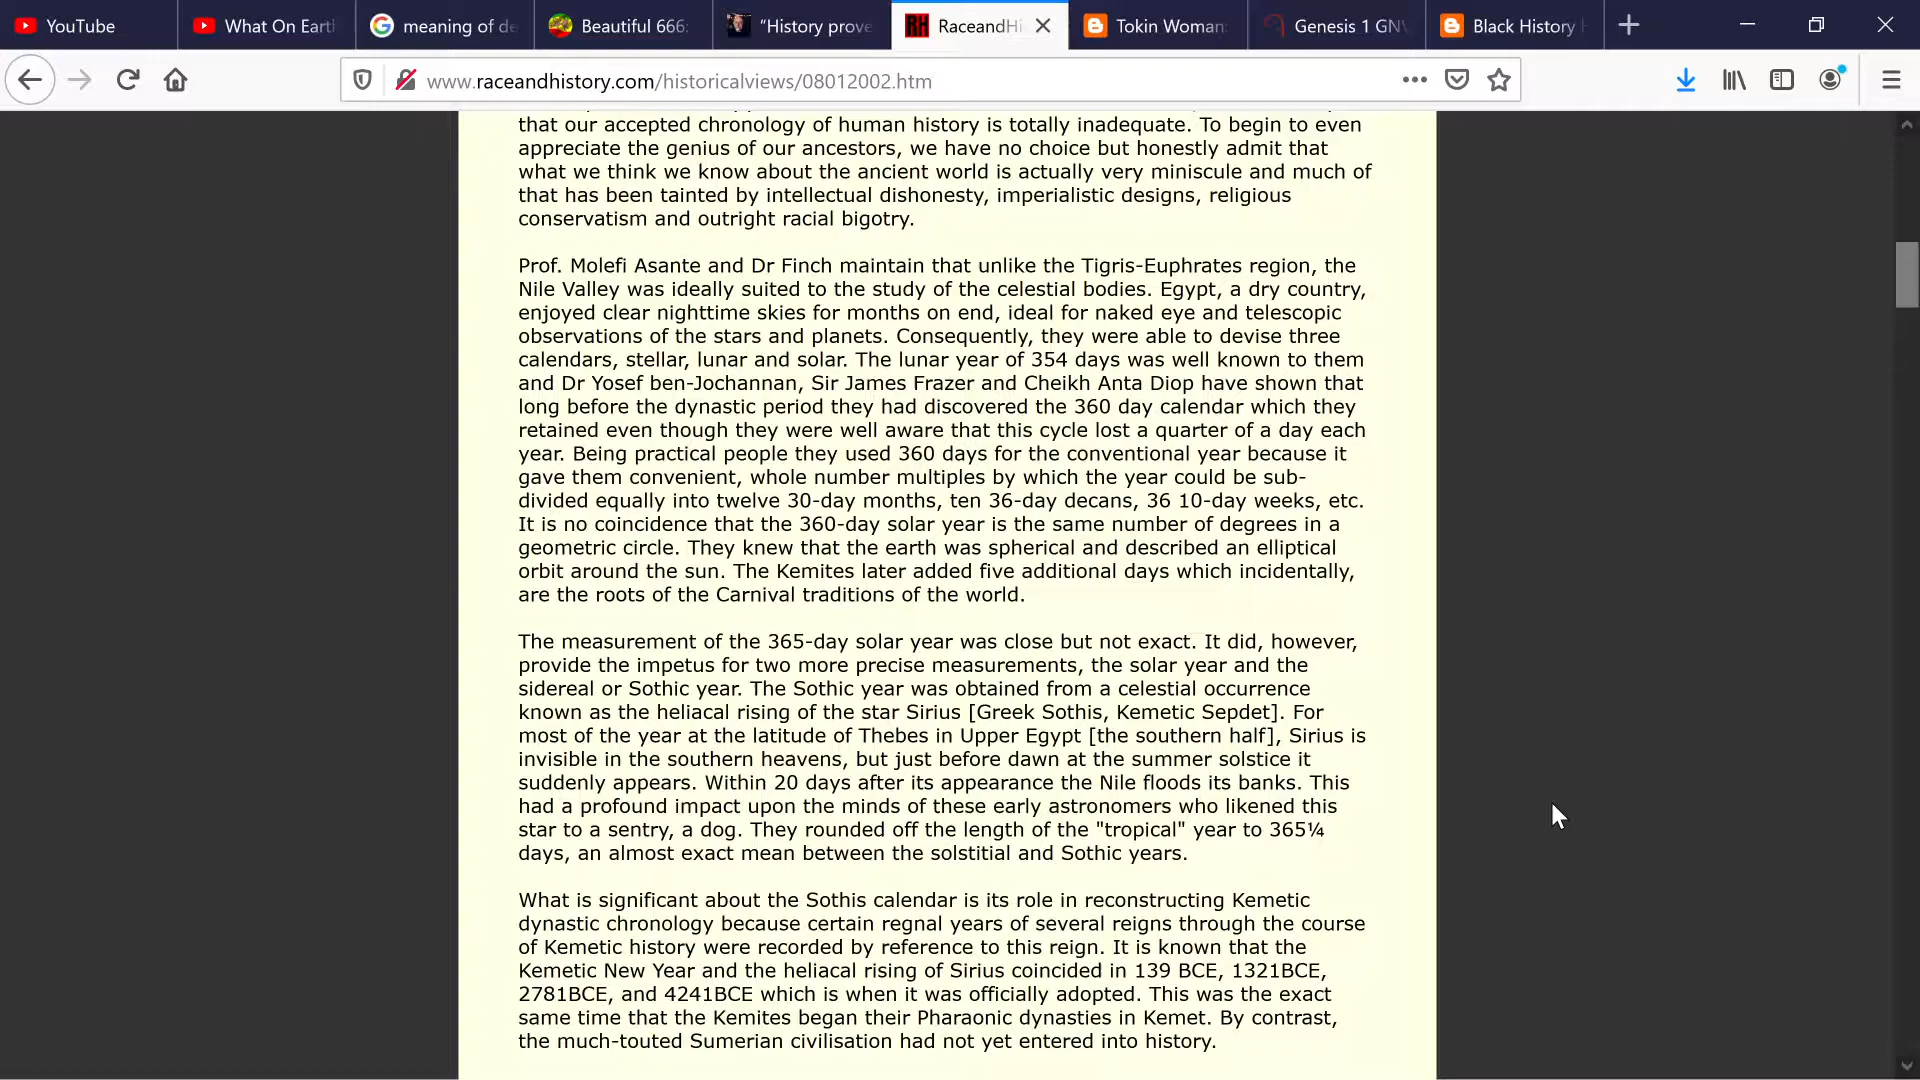 YouTube
What On Eart
meaning of de
Beautiful 666:
"History prove
RaceandHi
Tokin Woman:
Genesis 1 GN
Black History
www.raceandhistory.com/historicalviews/08012002.htm
that our accepted chronology of human history is totally inadequate. To begin to even
appreciate the genius of our ancestors, we have no choice but honestly admit that
what we think we know about the ancient world is actually very miniscule and much of
that has been tainted by intellectual dishonesty, imperialistic designs, religious
conservatism and outright racial bigotry.
Prof. Molefi Asante and Dr Finch maintain that unlike the Tigris-Euphrates region, the
Nile Valley was ideally suited to the study of the celestial bodies. Egypt, a dry country,
enjoyed clear nighttime skies for months on end, ideal for naked eye and telescopic
observations of the stars and planets. Consequently, they were able to devise three
calendars, stellar, lunar and solar. The lunar year of 354 days was well known to them
and Dr Yosef ben-Jochannan, Sir James Frazer and Cheikh Anta Diop have shown that
long before the dynastic period they had discovered the 360 day calendar which they
retained even though they were well aware that this cycle lost a quarter of a day each
year. Being practical people they used 360 days for the conventional year because it
gave them convenient, whole number multiples by which the year could be sub-
divided equally into twelve 30-day months, ten 36-day decans, 36 10-day weeks, etc.
It is no coincidence that the 360-day solar year is the same number of degrees in a
geometric circle. They knew that the earth was spherical and described an elliptical
orbit around the sun. The Kemites later added five additional days which incidentally,
are the roots of the Carnival traditions of the world.
The measurement of the 365-day solar year was close but not exact. It did, however,
provide the impetus for two more precise measurements, the solar year and the
sidereal or Sothic year. The Sothic year was obtained from a celestial occurrence
known as the heliacal rising of the star Sirius [Greek Sothis, Kemetic Sepdet]. For
most of the year at the latitude of Thebes in Upper Egypt [the southern half], Sirius is
invisible in the southern heavens, but just before dawn at the summer solstice it
suddenly appears. Within 20 days after its appearance the Nile floods its banks. This
had a profound impact upon the minds of these early astronomers who likened this
star to a sentry, a dog. They rounded off the length of the "tropical" year to 365¼
days, an almost exact mean between the solstitial and Sothic years.
What is significant about the Sothis calendar is its role in reconstructing Kemetic
dynastic chronology because certain regnal years of several reigns through the course
of Kemetic history were recorded by reference to this reign. It is known that the
Kemetic New Year and the heliacal rising of Sirius coincided in 139 BCE, 1321BCE,
2781BCE, and 4241BCE which is when it was officially adopted. This was the exact
same time that the Kemites began their Pharaonic dynasties in Kemet. By contrast,
the much-touted Sumerian civilisation had not yet entered into history.